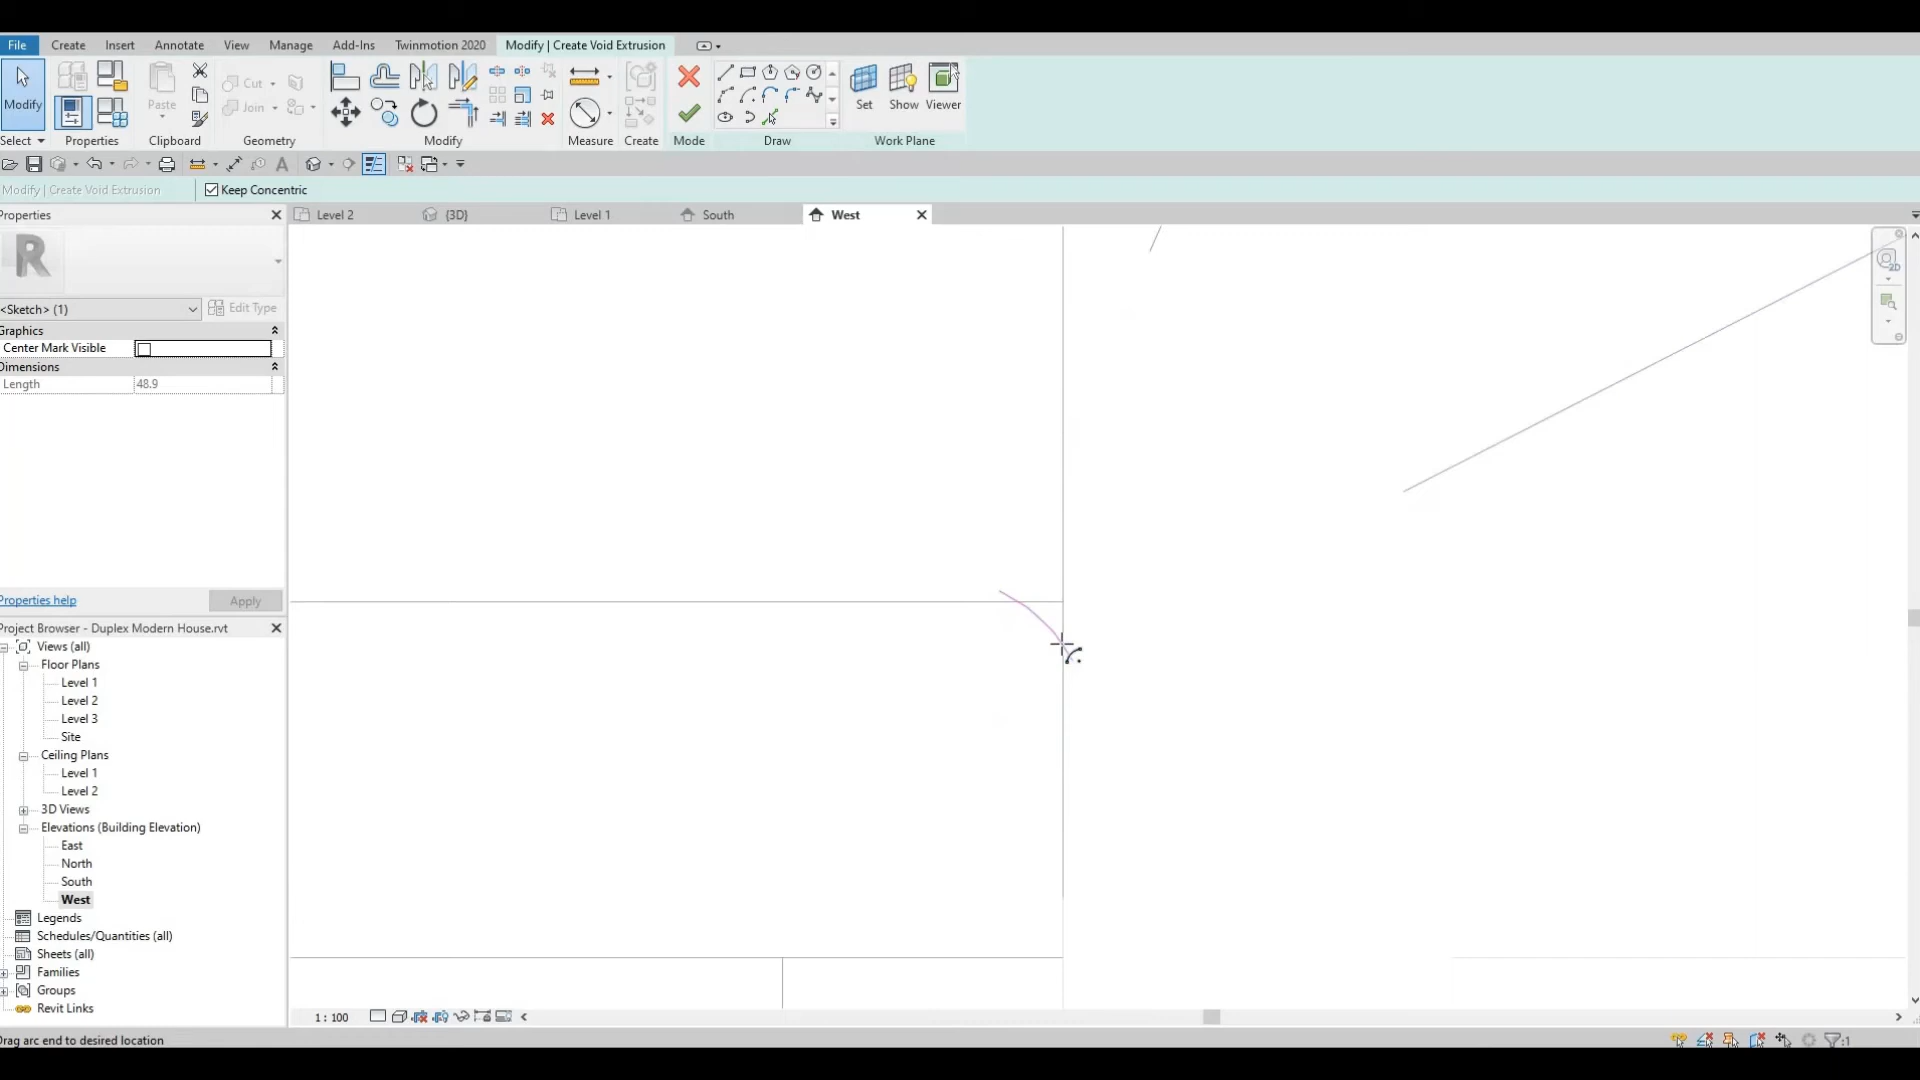 File Create Insert Annotate View Manage Add-Ins Twinmotion 2020 Modify | Create Void Extrusion
Cut
Join
Modify
Paste
Set Show Viewer
Select Properties Clipboard Geometry Modify Measure Create Mode Draw Work Plane
Modify | Create Void Extrusion Keep Concentric
Properties
Level 2 {3D} Level 1 South West
R
2D
<Sketch> (1) Edit Type
Graphics
Center Mark Visible
Dimensions
Length 48.9
Properties help Apply
Project Browser - Duplex Modern House.rvt
Views (all)
Floor Plans
Level 1
Level 2
Level 3
Site
Ceiling Plans
Level 1
Level 2
3D Views
Elevations (Building Elevation)
East
North
South
West
Legends
Schedules/Quantities (all)
Sheets (all)
Families
Groups
Revit Links
1 : 100
Drag arc end to desired location
:1